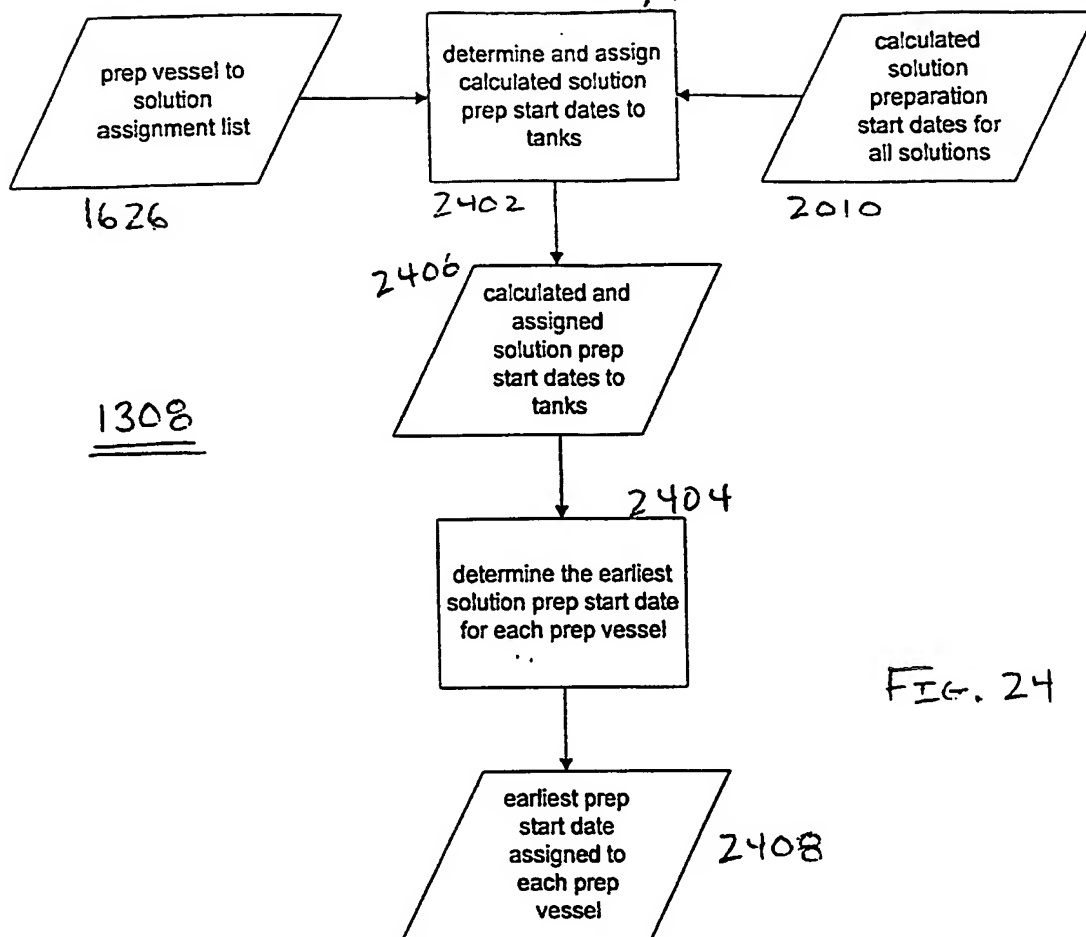 prep vessel to
solution
assignment list
1626
determine and assign
calculated solution
prep start dates to
tanks
2402
calculated
solution
preparation
start dates for
all solutions
2010
2406
calculated and
assigned
solution prep
start dates to
tanks
1308
2404
determine the earliest
solution prep start date
for each prep vessel
FIG. 24
earliest prep
start date
assigned to
each prep
vessel
2408